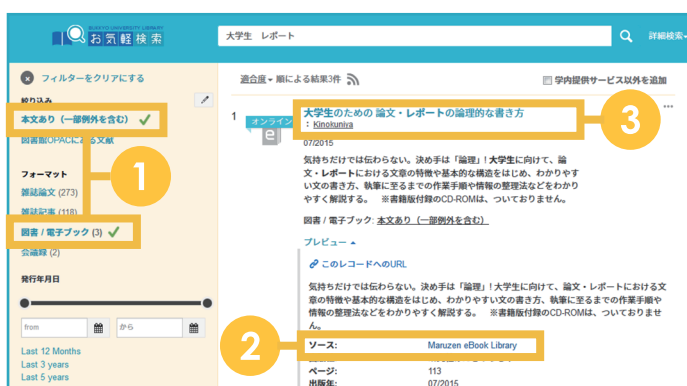 BUKKYO UNIVERSITY LIBRARY
お気軽検索
大学生 レポート
詳細検索
フィルターをクリアにする
適合度 順による結果3件
学内提供サービス以外を追加
絞り込み
本文あり（一部例外を含む）
図書館OPACにある文献
1
オンライン
大学生のための 論文・レポートの論理的な書き方
: Kinokuniya
3
07/2015
1
気持ちだけでは伝わらない。決め手は「論理」! 大学生に向けて、論
文・レポートにおける文章の特徴や基本的な構造をはじめ、わかりやす
い文の書き方、執筆に至るまでの作業手順や情報の整理法などをわかり
やすく解説する。 ※書籍版付録のCD-ROMは、ついておりません。
フォーマット
雑誌論文 (273)
雑誌記事 (118)
図書 / 電子ブック (3)
会議録 (2)
図書 / 電子ブック: 本文あり（一部例外を含む）
プレビュー
このレコードへのURL
発行年月日
気持ちだけでは伝わらない。決め手は「論理」! 大学生に向けて、論文・レポートにおける文
章の特徴や基本的な構造をはじめ、わかりやすい文の書き方、執筆に至るまでの作業手順や
情報の整理法などをわかりやすく解説する。 ※書籍版付録のCD-ROMは、ついておりませ
ん。
from
から
2
ソース: Maruzen eBook Library
ページ: 113
出版年: 07/2015
Last 12 Months
Last 3 years
Last 5 years